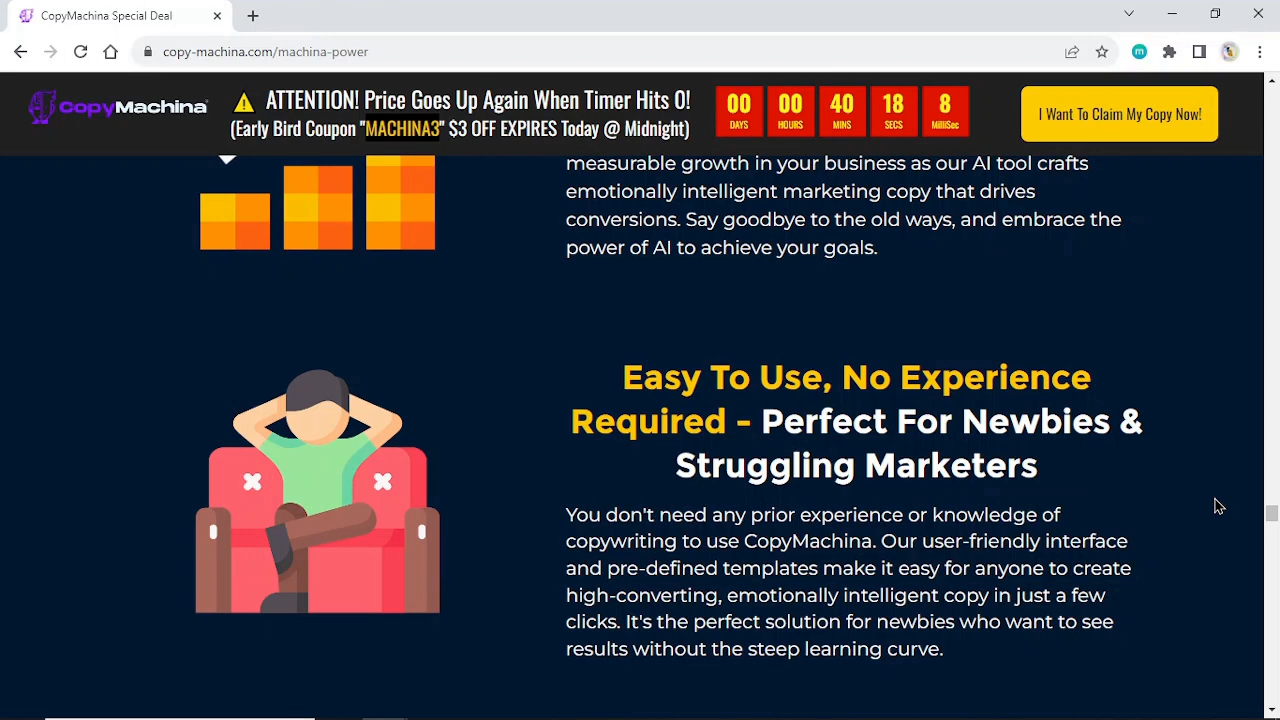 CopyMachina Special Deal
copy-machina.com/machina-power
m
CopyMachina
ATTENTION! Price Goes Up Again When Timer Hits 0!
(Early Bird Coupon "MACHINA3" $3 OFF EXPIRES Today @ Midnight)
00 00 40 18 8
DAYS HOURS MINS SECS MilliSec
I Want To Claim My Copy Now!
measurable growth in your business as our AI tool crafts
emotionally intelligent marketing copy that drives
conversions. Say goodbye to the old ways, and embrace the
power of AI to achieve your goals.
Easy To Use, No Experience
Required - Perfect For Newbies &
Struggling Marketers
You don't need any prior experience or knowledge of
copywriting to use CopyMachina. Our user-friendly interface
and pre-defined templates make it easy for anyone to create
high-converting, emotionally intelligent copy in just a few
clicks. It's the perfect solution for newbies who want to see
results without the steep learning curve.